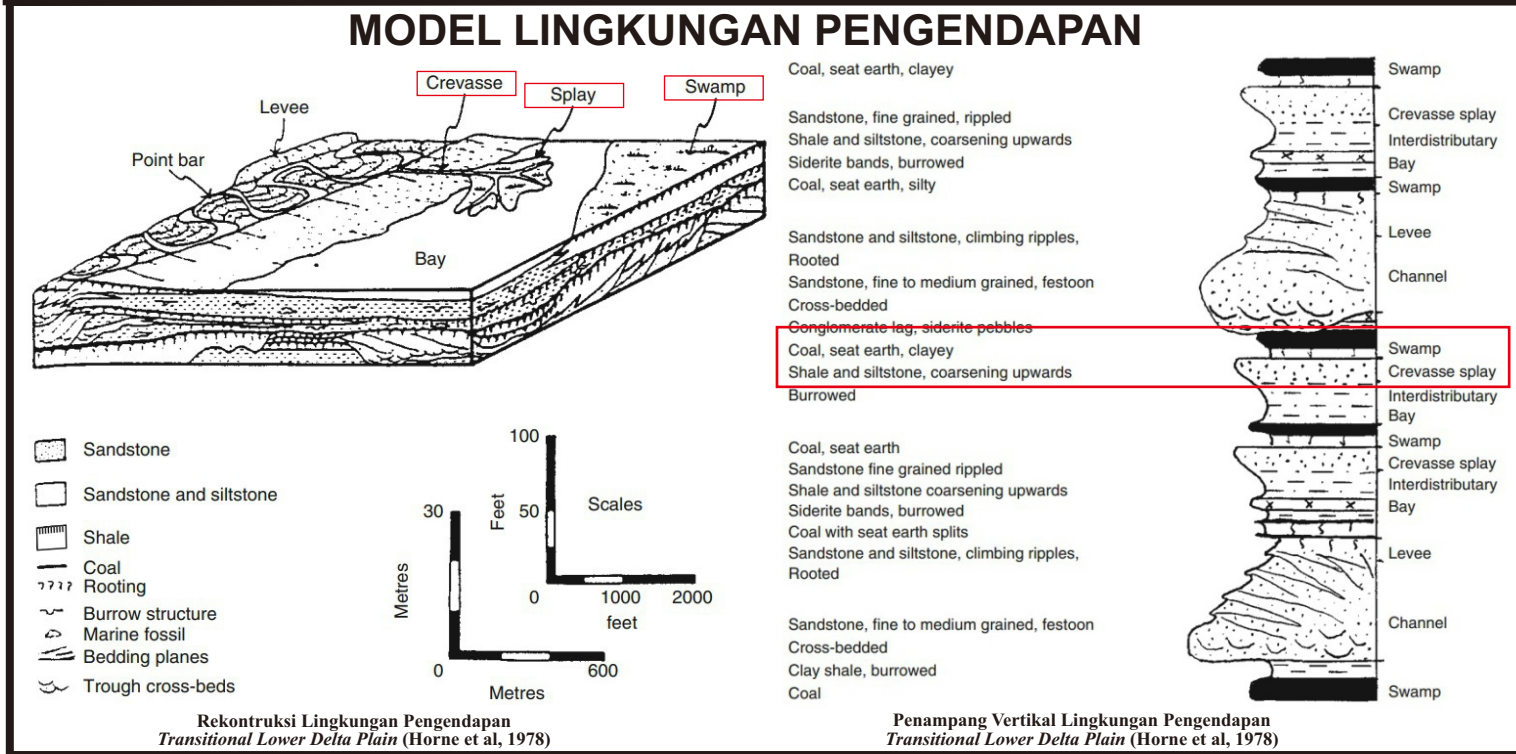 MODEL LINGKUNGAN PENGENDAPAN
Crevasse
Splay
Swamp
Levee
Point bar
Bay
Sandstone
Sandstone and siltstone
Shale
Coal
Rooting
Burrow structure
Marine fossil
Bedding planes
Trough cross-beds
30
Metres
0
600
Metres
100
Feet
50
Scales
0
1000
2000
feet
Rekontruksi Lingkungan Pengendapan
Transitional Lower Delta Plain (Horne et al, 1978)
Coal, seat earth, clayey
Sandstone, fine grained, rippled
Shale and siltstone, coarsening upwards
Siderite bands, burrowed
Coal, seat earth, silty
Sandstone and siltstone, climbing ripples,
Rooted
Sandstone, fine to medium grained, festoon
Cross-bedded
Conglomerate lag, siderite pebbles
Coal, seat earth, clayey
Shale and siltstone, coarsening upwards
Burrowed
Coal, seat earth
Sandstone fine grained rippled
Shale and siltstone coarsening upwards
Siderite bands, burrowed
Coal with seat earth splits
Sandstone and siltstone, climbing ripples,
Rooted
Sandstone, fine to medium grained, festoon
Cross-bedded
Clay shale, burrowed
Coal
Swamp
Crevasse splay
Interdistributary
Bay
Swamp
Levee
Channel
Swamp
Crevasse splay
Interdistributary
Bay
Swamp
Crevasse splay
Interdistributary
Bay
Levee
Channel
Swamp
Penampang Vertikal Lingkungan Pengendapan
Transitional Lower Delta Plain (Horne et al, 1978)